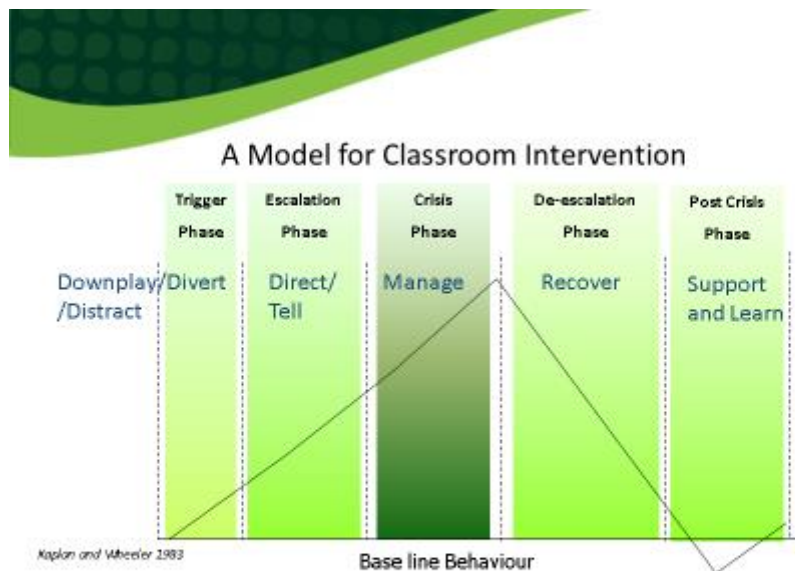 A Model for Classroom Intervention
Trigger
Phase
Escalation
Phase
Crisis
Phase
De-escalation
Phase
Post Crisis
Phase
Downplay/Divert
/Distract
Direct/
Tell
Manage
Recover
Support
and Learn
Kaplan and Wheeler 1983
Base line Behaviour